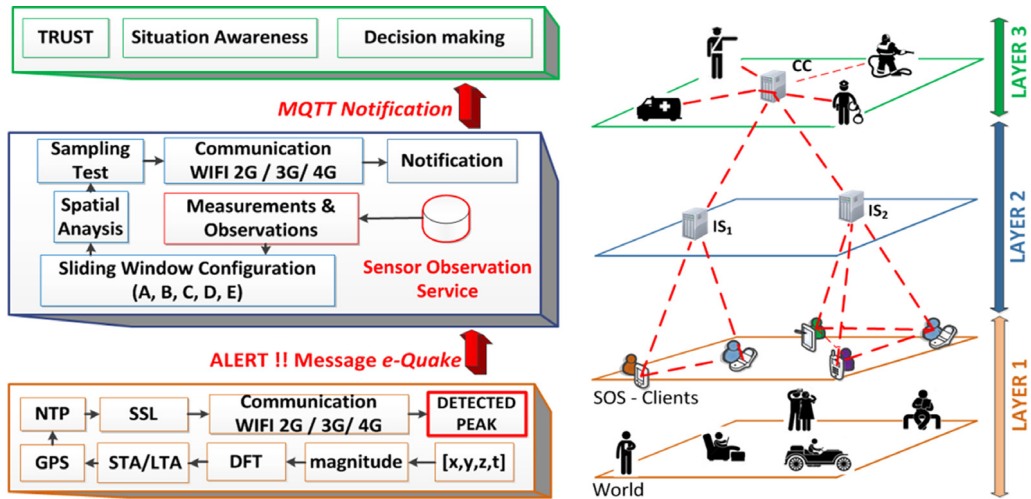 TRUST
Situation Awareness
Decision making
MQTT Notification
Sampling
Test
Communication
WIFI 2G / 3G/ 4G
Notification
Spatial
Anaysis
Measurements &
Observations
Sliding Window Configuration
(A, B, C, D, E)
Sensor Observation
Service
ALERT !! Message e-Quake
NTP
SSL
Communication
WIFI 2G / 3G/ 4G
DETECTED
PEAK
GPS
STA/LTA
DFT
magnitude
[x,y,z,t]
CC
IS1
IS2
SOS - Clients
World
LAYER 3
LAYER 2
LAYER 1